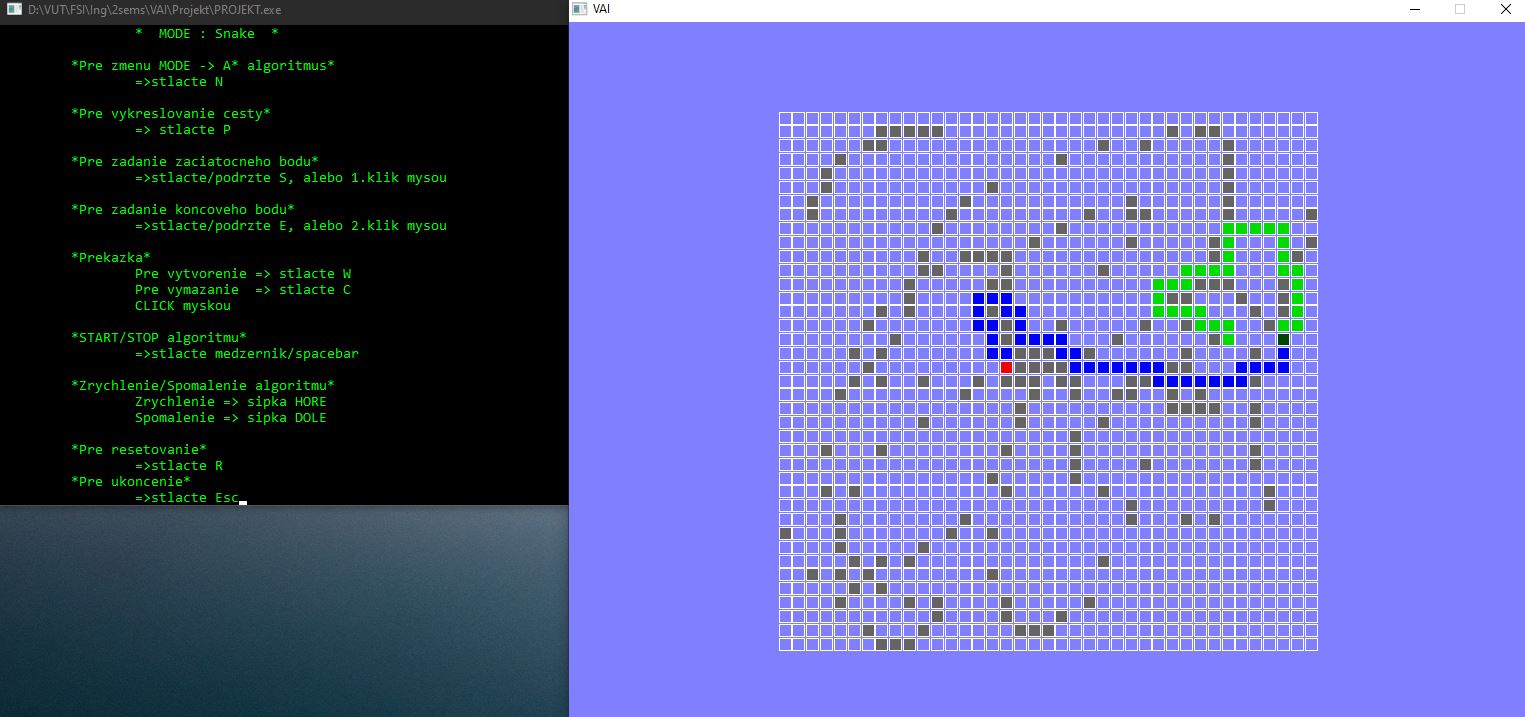 D:\VUT\FSI\Ing\2sems\VAI\Projekt\PROJEKT.exe
* MODE : Snake *
*Pre zmenu MODE -> A* algoritmus*
=>stlacte N
*Pre vykreslovanie cesty*
=> stlacte P
*Pre zadanie zaciatocneho bodu*
=>stlacte/podrzte S, alebo 1.klik mysou
*Pre zadanie koncoveho bodu*
=>stlacte/podrzte E, alebo 2.klik mysou
*Prekazka*
Pre vytvorenie => stlacte W
Pre vymazanie => stlacte C
CLICK myskou
*START/STOP algoritmu*
=>stlacte medzernik/spacebar
*Zrychlenie/Spomalenie algoritmu*
Zrychlenie => sipka HORE
Spomalenie => sipka DOLE
*Pre resetovanie*
=>stlacte R
*Pre ukoncenie*
=>stlacte Esc
VAI